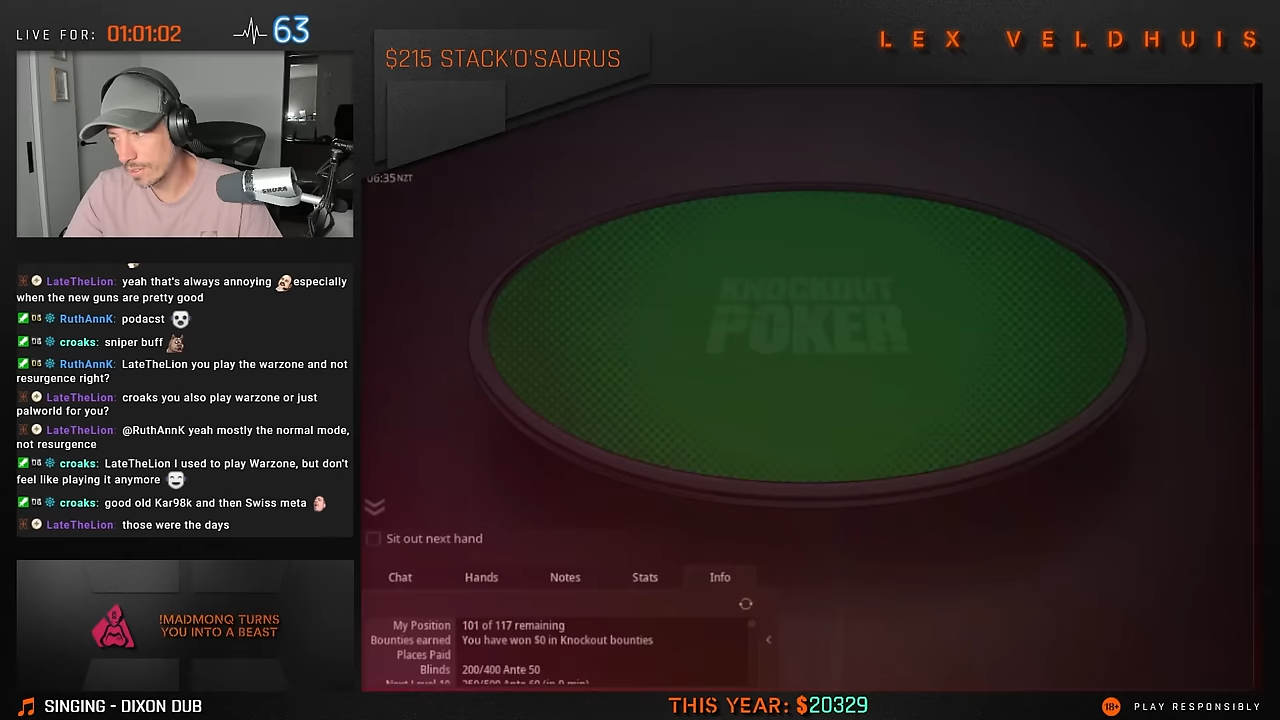 LIVE FOR: 01:01:02
63
$215 STACK'O'SAURUS
LEX VELDHUIS
06:35 NZT
SHURE
KNOCKOUT
POKER
LateTheLion: yeah that's always annoying especially
when the new guns are pretty good
RuthAnnK: podacst
croaks: sniper buff
RuthAnnK: LateTheLion you play the warzone and not
resurgence right?
LateTheLion: croaks you also play warzone or just
palworld for you?
LateTheLion: @RuthAnnK yeah mostly the normal mode,
not resurgence
croaks: LateTheLion I used to play Warzone, but don't
feel like playing it anymore
croaks: good old Kar98k and then Swiss meta
LateTheLion: those were the days
Sit out next hand
Chat Hands Notes Stats Info
My Position 101 of 117 remaining
Bounties earned You have won $0 in Knockout bounties
Places Paid
Blinds 200/400 Ante 50
!MADMONQ TURNS
YOU INTO A BEAST
SINGING - DIXON DUB
THIS YEAR: $20329
18+ PLAY RESPONSIBLY